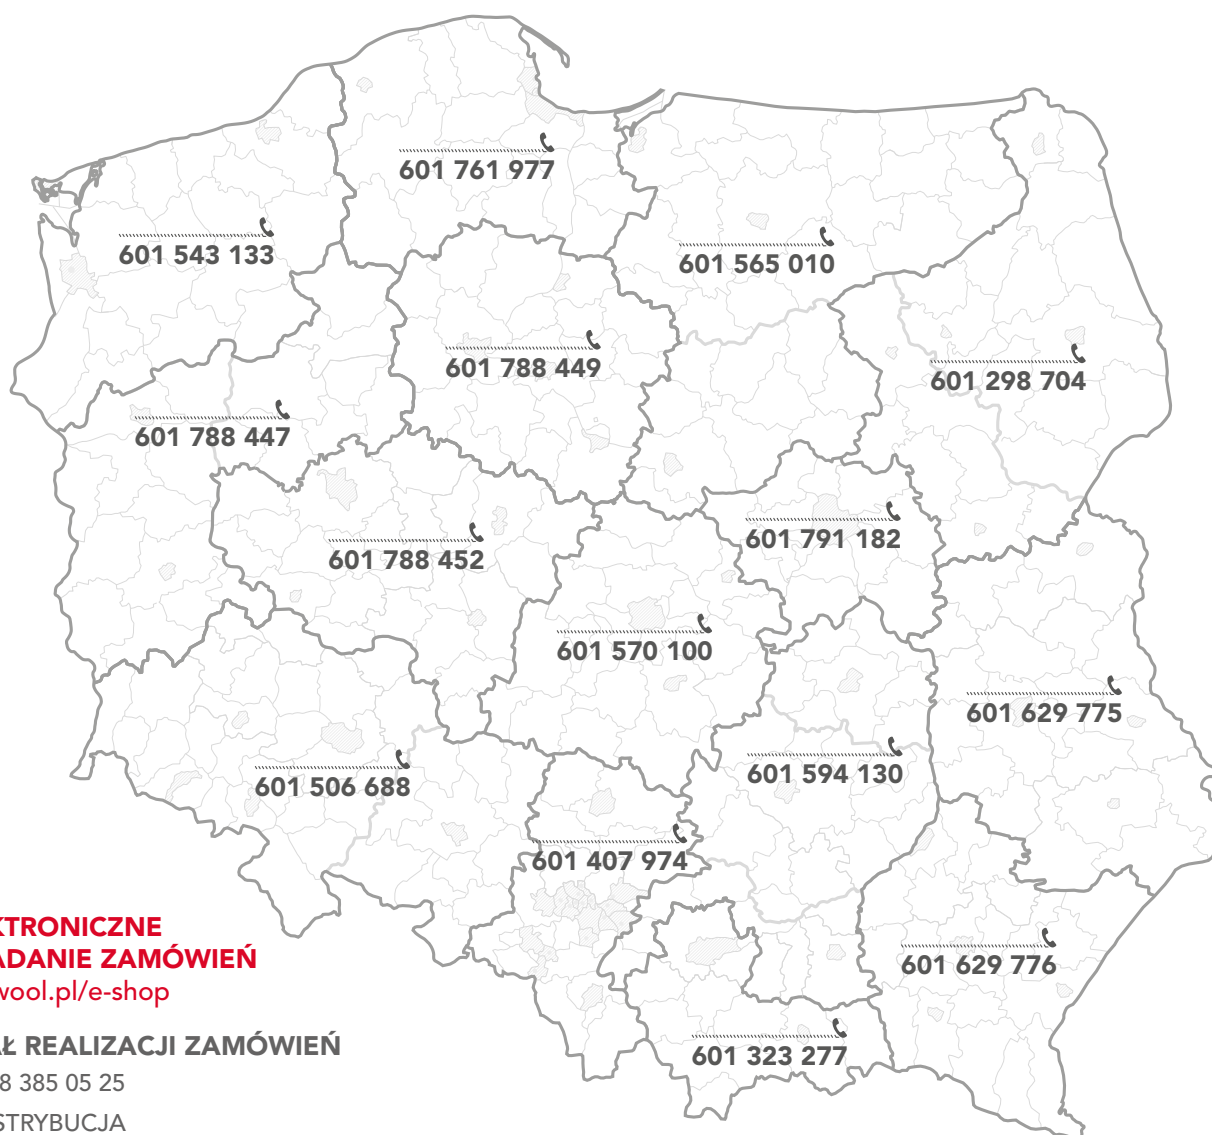 601 761 977
601 543 133
601 565 010
601 788 449
601 298 704
601 788 447
601 791 182
601 788 452
601 570 100
601 629 775
601 594 130
601 506 688
601 407 974
601 629 776
601 323 277
KTRONICZNE
ADANIE ZAMÓWIEŃ
wool.pl/e-shop
AŁ REALIZACJI ZAMÓWIEŃ
8 385 05 25
STRYBUCJA